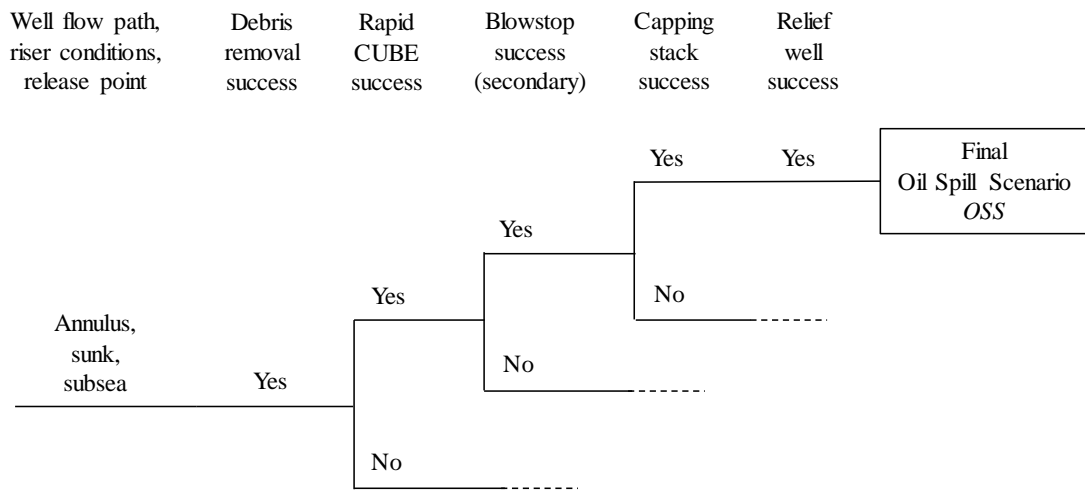 Well flow path,
riser conditions,
release point
Debris
removal
success
Rapid
CUBE
success
Blowstop
success
(secondary)
Capping
stack
success
Relief
well
success
Yes
Yes
Final
Oil Spill Scenario
OSS
Yes
Yes
No
Annulus,
sunk,
subsea
Yes
No
No